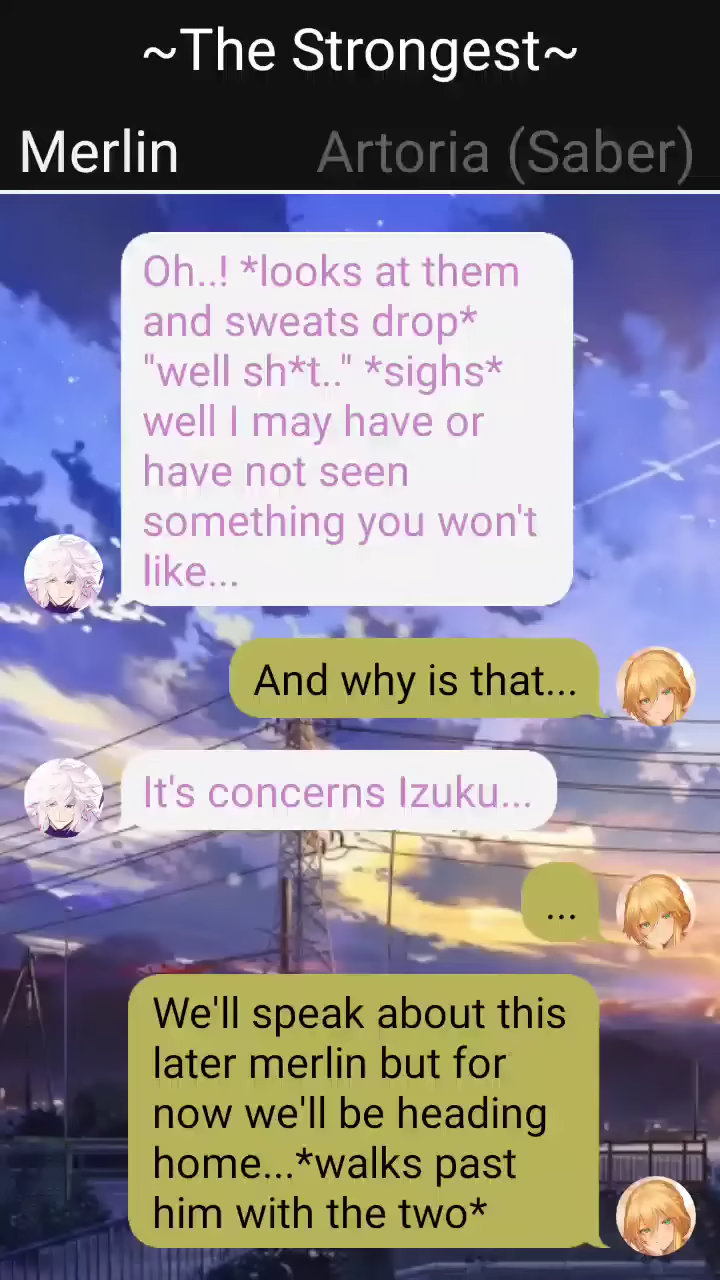 ~The Strongest~
Merlin Artoria (Saber)
Oh..! *looks at them
and sweats drop*
"well sh*t.." *sighs*
well I may have or
have not seen
something you won't
like...
And why is that...
It's concerns Izuku...
...
We'll speak about this
later merlin but for
now we'll be heading
home...*walks past
him with the two*